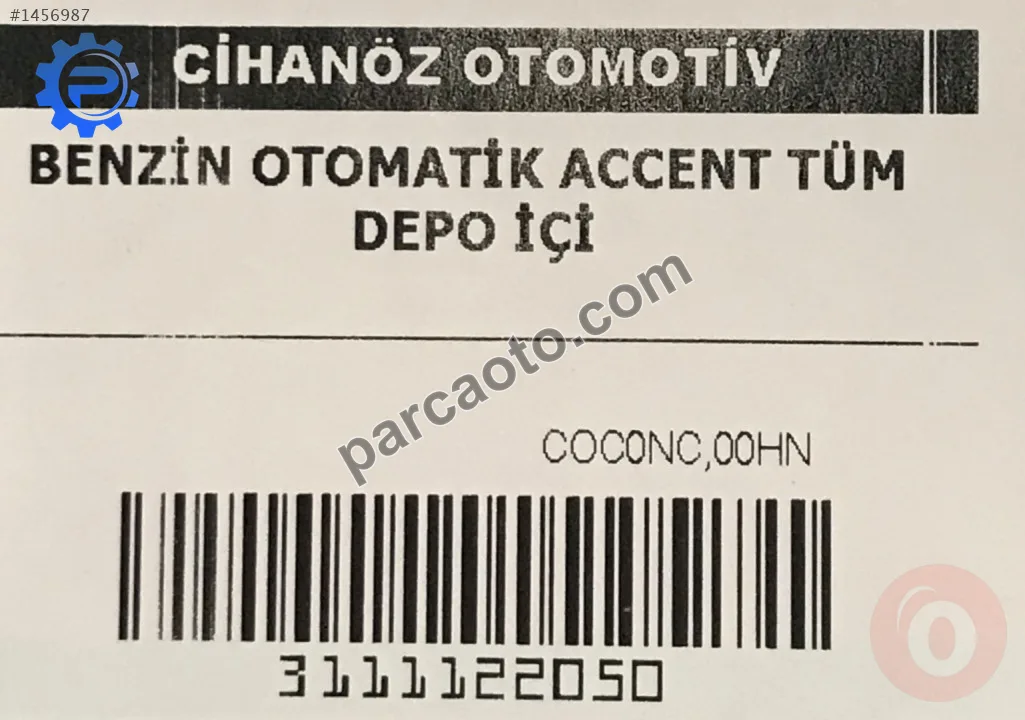 #1456987
CİHANÖZ OTOMOTİV
BENZİN OTOMATİK ACCENT TÜM
DEPO İÇİ
parcaoto.com
COC0NC,00HN
3111122050